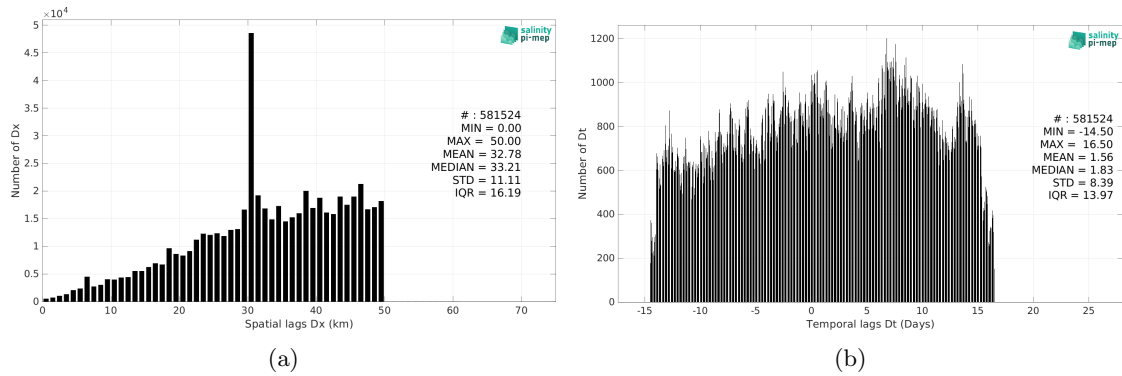 ×10⁴
5
4.5
4
3.5
3
2.5
2
1.5
1
0.5
0
Number of Dx
0 10 20 30 40 50 60 70
Spatial lags Dx (km)
salinity
pi-mep
# : 581524
MIN = 0.00
MAX = 50.00
MEAN = 32.78
MEDIAN = 33.21
STD = 11.11
IQR = 16.19
(a)
1200
1000
800
600
400
200
0
Number of Dt
-15 -10 -5 0 5 10 15 20 25
Temporal lags Dt (Days)
salinity
pi-mep
# : 581524
MIN = -14.50
MAX = 16.50
MEAN = 1.56
MEDIAN = 1.83
STD = 8.39
IQR = 13.97
(b)